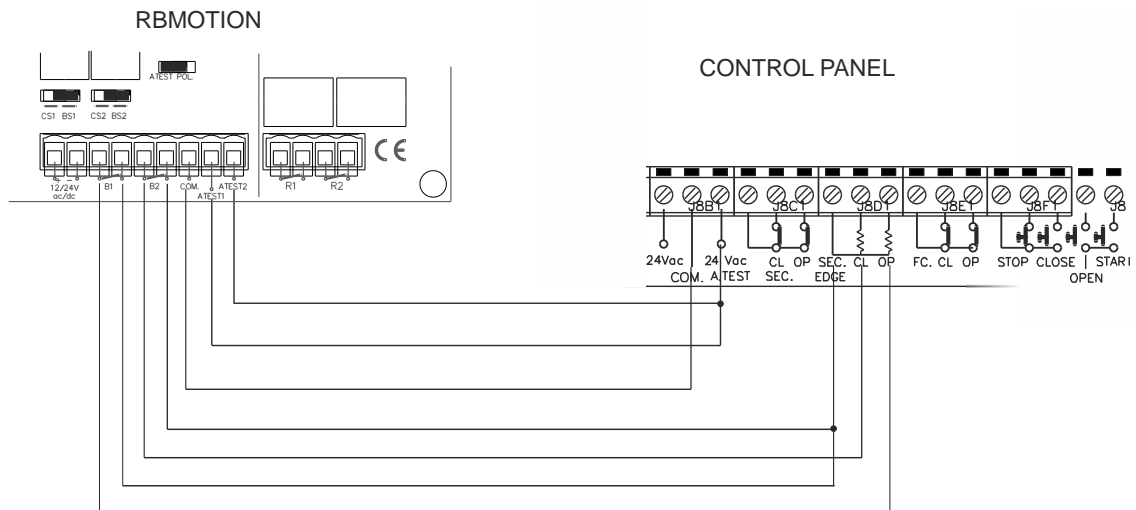 RBMOTION
CONTROL PANEL
ATEST POL.
CS1 BS1 CS2 BS2
CE
+ -
12/24V
ac/dc
B1
B2
COM.
ATEST1
ATEST2
R1
R2
J8B1 J8C1 J8D1 J8E1 J8F1 J8
24Vac
COM.
24 Vac
A.TEST
CL OP
SEC.
SEC.
EDGE
CL OP
FC. CL OP
STOP CLOSE
OPEN
START